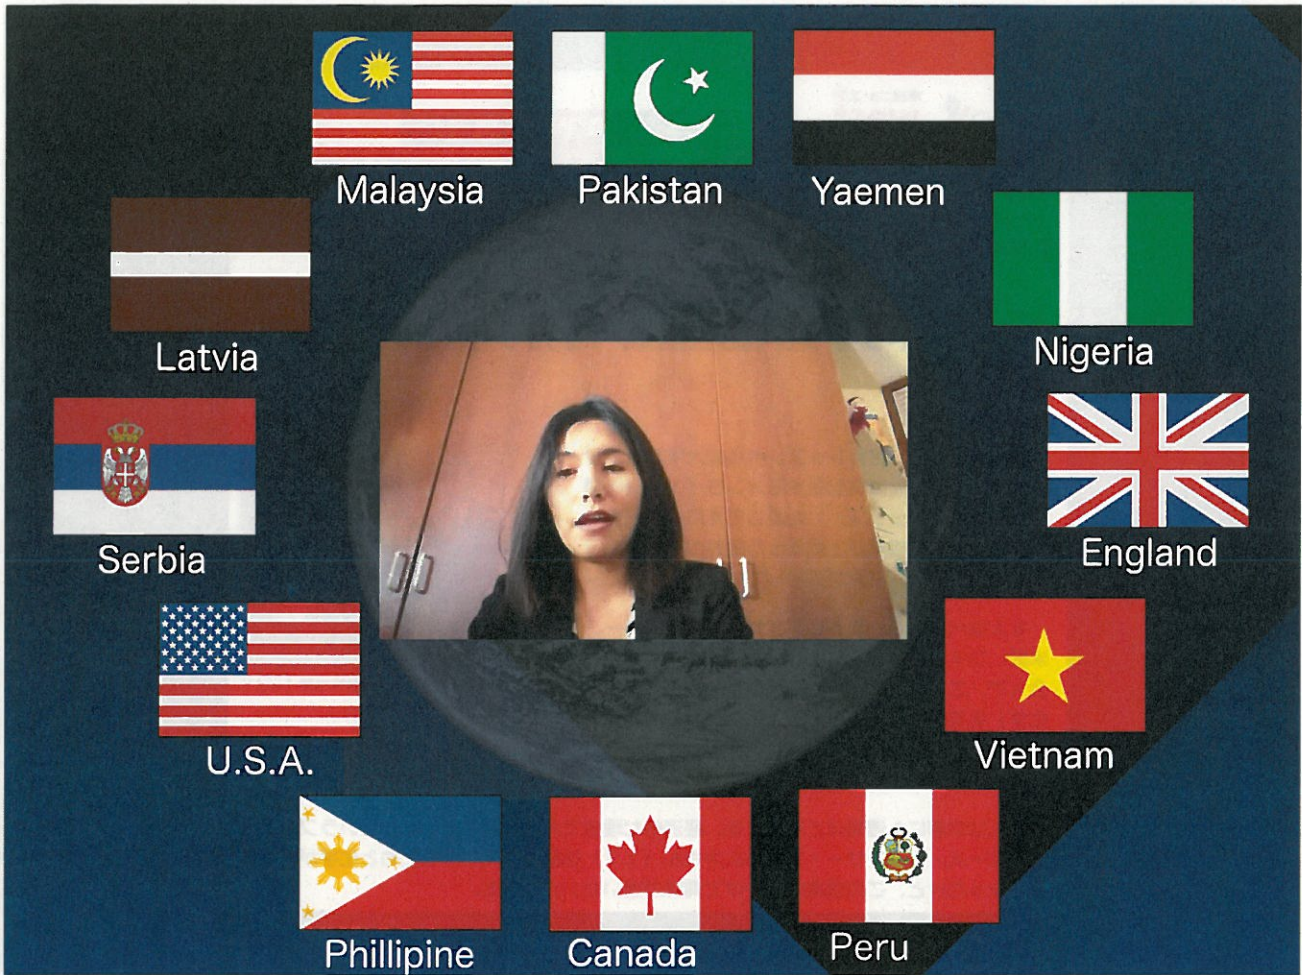 Malaysia
Pakistan
Yaemen
Latvia
Nigeria
Serbia
England
U.S.A.
Vietnam
Phillipine
Canada
Peru